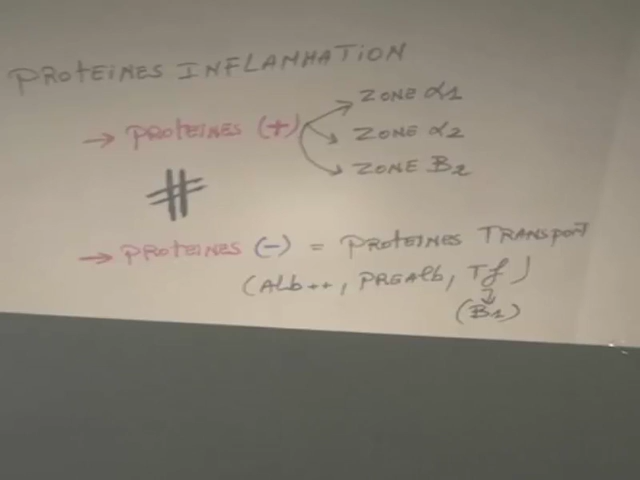 PROTEINES INFLAMMATION
→ PROTEINES (+)
ZONE α1
ZONE α2
ZONE B2
#
→ PROTEINES (-) = PROTEINES TRANSPORT
(Alb++, PREAlb, Tf)
(B1)